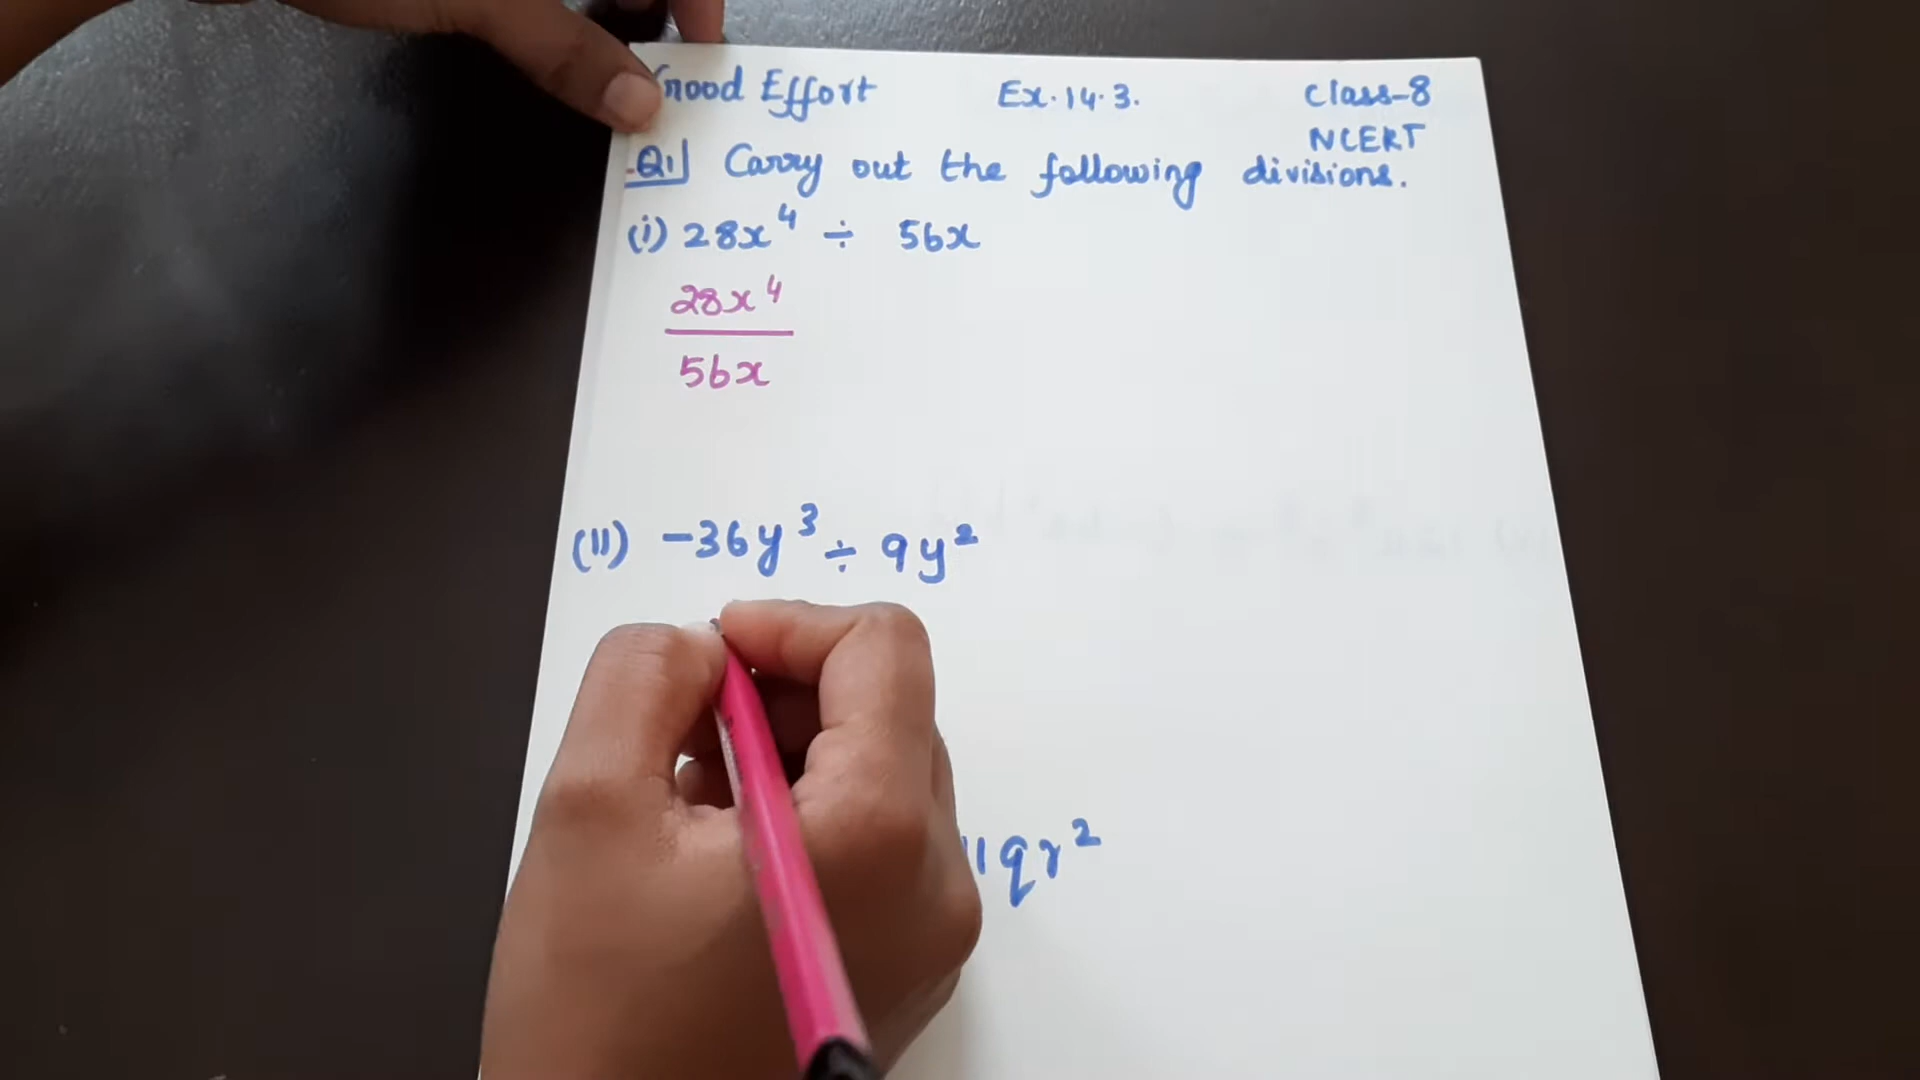 Good Effort Ex. 14.3. Class-8
NCERT
Q1 Carry out the following divisions.
(i) 28x⁴ ÷ 56x
28x⁴
56x
(II) -36y³ ÷ 9y²
11qr²